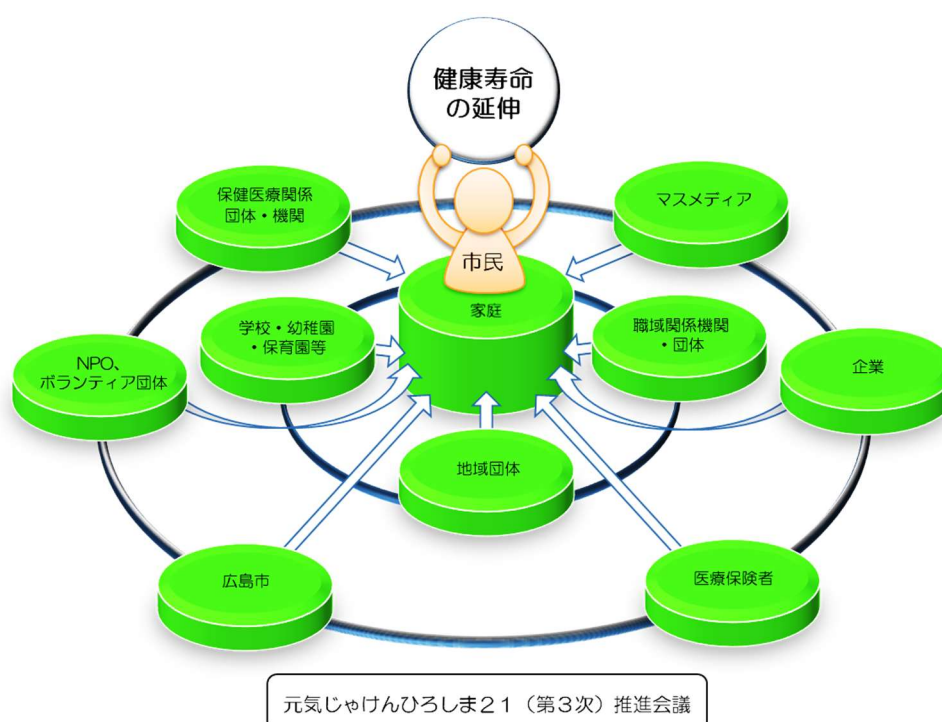 健康寿命
の延伸
保健医療関係
団体・機関
マスメディア
市民
家庭
学校・幼稚園
・保育園等
職域関係機関
・団体
NPO、
ボランティア団体
企業
地域団体
広島市
医療保険者
元気じゃけんひろしま21（第3次）推進会議